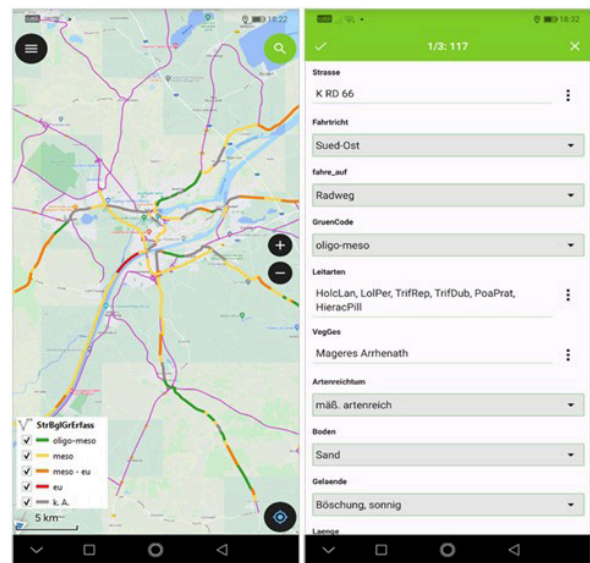 18:22
StrBglGrErfass
oligo-meso
meso
meso - eu
eu
k. A.
5 km
18:32
1/3: 117
Strasse
K RD 66
Fahrtricht
Sued-Ost
fahre_auf
Radweg
GruenCode
oligo-meso
Leitarten
HolcLan, LolPer, TrifRep, TrifDub, PoaPrat,
HieracPill
VegGes
Mageres Arrhenath
Artenreichtum
mäß. artenreich
Boden
Sand
Gelaende
Böschung, sonnig
Laenge